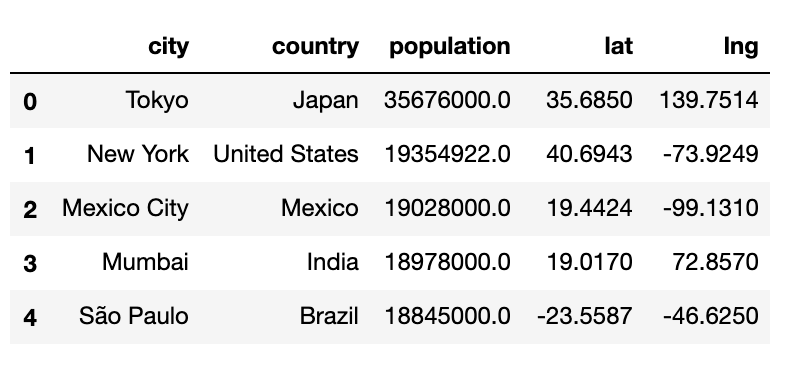 city country population lat lng
0 Tokyo Japan 35676000.0 35.6850 139.7514
1 New York United States 19354922.0 40.6943 -73.9249
2 Mexico City Mexico 19028000.0 19.4424 -99.1310
3 Mumbai India 18978000.0 19.0170 72.8570
4 São Paulo Brazil 18845000.0 -23.5587 -46.6250